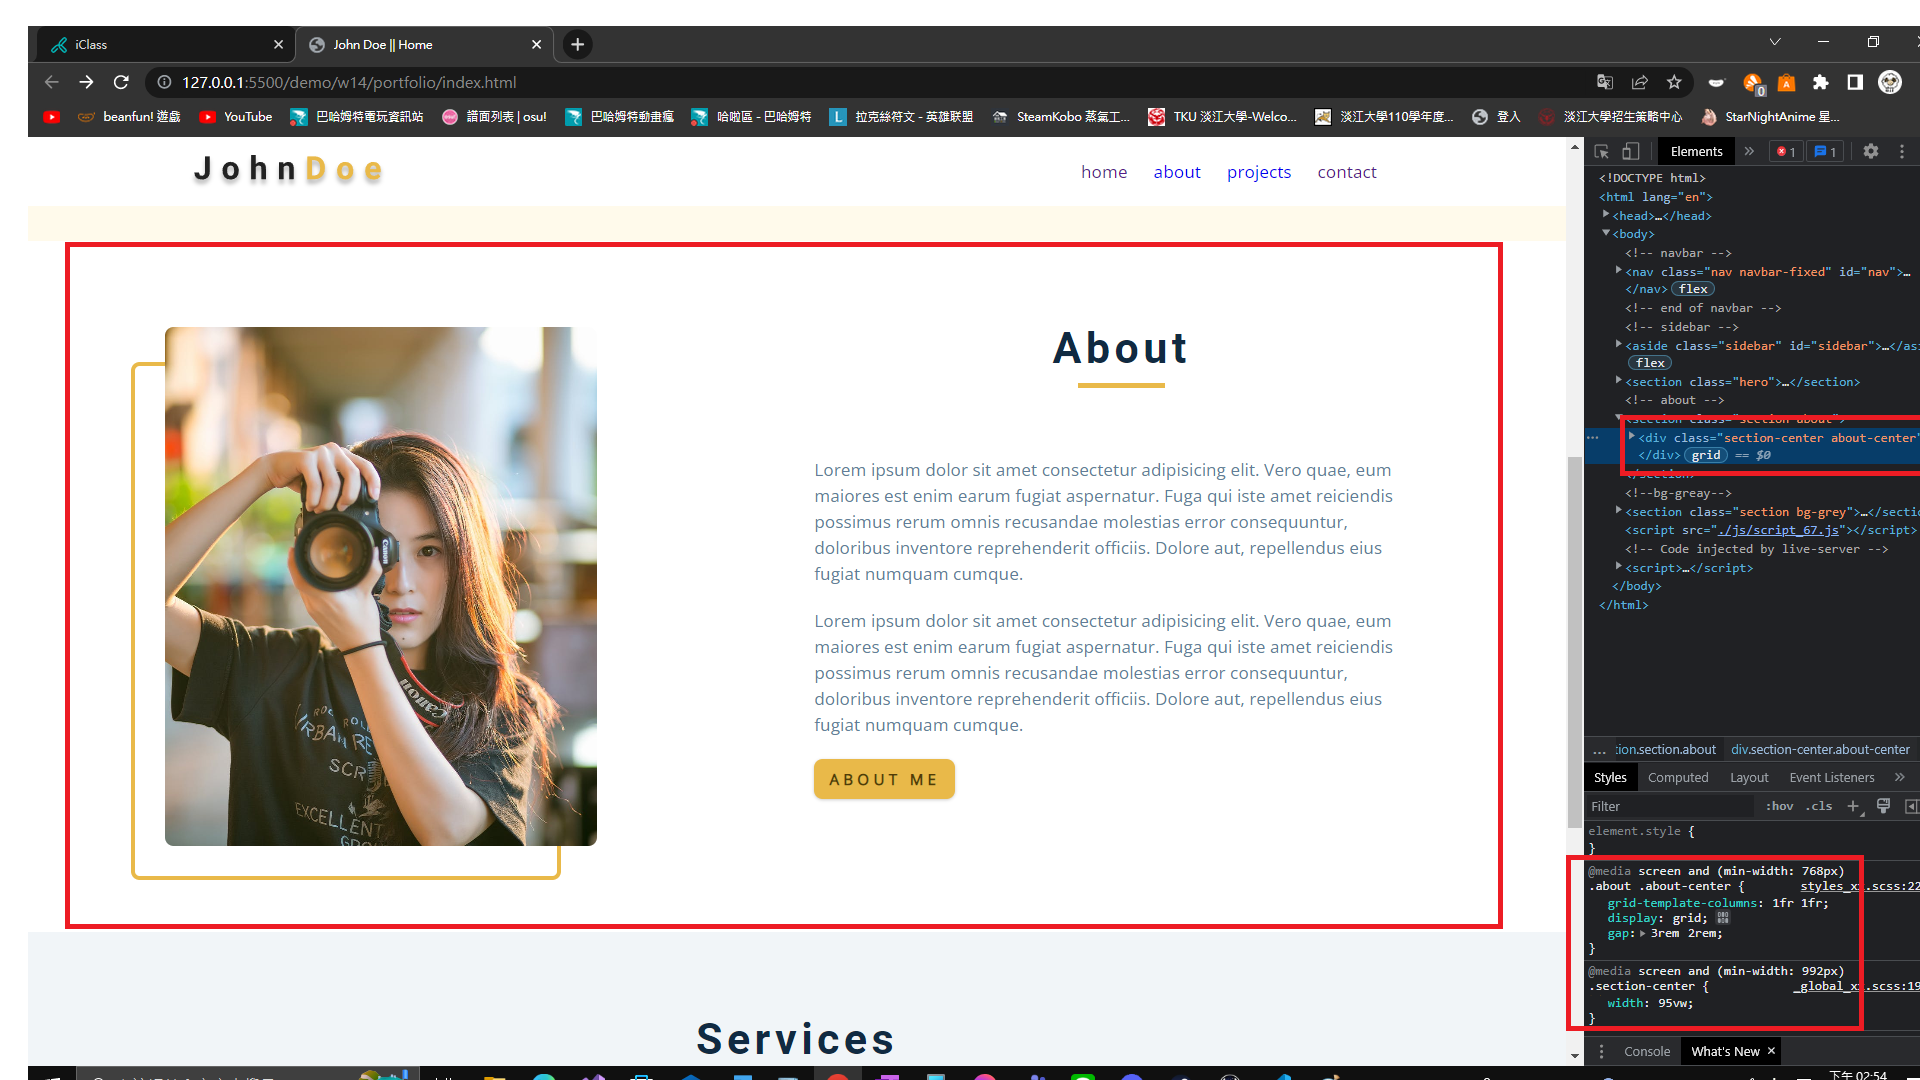 iClass
John Doe || Home
127.0.0.1:5500/demo/w14/portfolio/index.html
0
beanfun! 遊戲
YouTube
巴哈姆特電玩資訊站
譜面列表 | osu!
巴哈姆特動畫瘋
哈啦區 - 巴哈姆特
拉克絲符文 - 英雄联盟
SteamKobo 蒸氣工...
TKU 淡江大學-Welco...
淡江大學110學年度...
登入
淡江大學招生策略中心
StarNightAnime 星...
JohnDoe
home about projects contact
About
Lorem ipsum dolor sit amet consectetur adipisicing elit. Vero quae, eum
maiores est enim earum fugiat aspernatur. Fuga qui iste amet reiciendis
possimus rerum omnis recusandae molestias error consequuntur,
doloribus inventore reprehenderit officiis. Dolore aut, repellendus eius
fugiat numquam cumque.
Lorem ipsum dolor sit amet consectetur adipisicing elit. Vero quae, eum
maiores est enim earum fugiat aspernatur. Fuga qui iste amet reiciendis
possimus rerum omnis recusandae molestias error consequuntur,
doloribus inventore reprehenderit officiis. Dolore aut, repellendus eius
fugiat numquam cumque.
ABOUT ME
Canon
Canon
EXCELLENT
Services
Elements » 1 1
<!DOCTYPE html>
<html lang="en">
<head>…</head>
<body>
<!-- navbar -->
<nav class="nav navbar-fixed" id="nav">…
</nav> flex
<!-- end of navbar -->
<!-- sidebar -->
<aside class="sidebar" id="sidebar">…</as
flex
<section class="hero">…</section>
<!-- about -->
<section class="section about">
<div class="section-center about-center"
</div> grid == $0
</section>
<!--bg-greay-->
<section class="section bg-grey">…</sectio
<script src="./js/script_67.js"></script>
<!-- Code injected by live-server -->
<script>…</script>
</body>
</html>
... tion.section.about div.section-center.about-center
Styles Computed Layout Event Listeners »
Filter :hov .cls +
element.style {
}
@media screen and (min-width: 768px)
.about .about-center { styles_xx.scss:22
grid-template-columns: 1fr 1fr;
display: grid;
gap: 3rem 2rem;
}
@media screen and (min-width: 992px)
.section-center { _global_xx.scss:19
width: 95vw;
}
Console What's New ×
下午 02:54